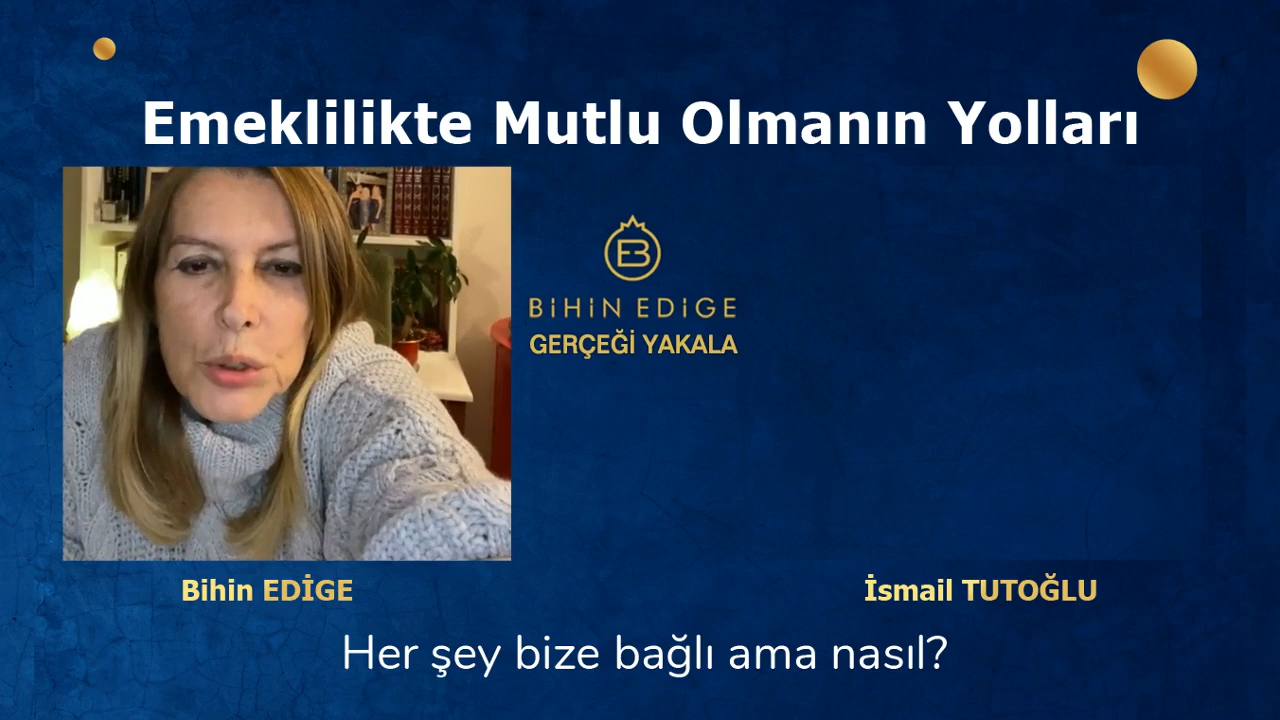 Emeklilikte Mutlu Olmanın Yolları
BİHİN EDİGE
GERÇEĞİ YAKALA
Bihin EDİGE
İsmail TUTOĞLU
Her şey bize bağlı ama nasıl?